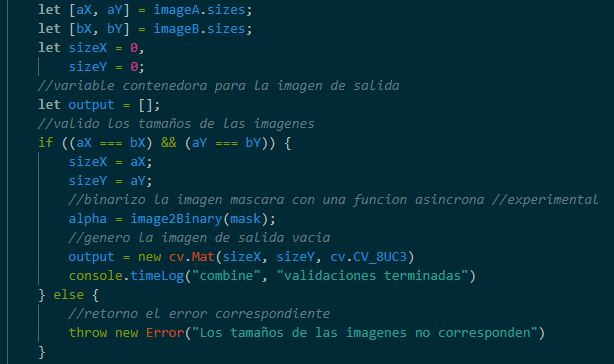 let [aX, aY] = imageA.sizes;
let [bX, bY] = imageB.sizes;
let sizeX = 0,
    sizeY = 0;
//variable contenedora para la imagen de salida
let output = [];
//valido los tamaños de las imagenes
if ((aX === bX) && (aY === bY)) {
    sizeX = aX;
    sizeY = aY;
    //binarizo la imagen mascara con una funcion asincrona //experimental
    alpha = image2Binary(mask);
    //genero la imagen de salida vacia
    output = new cv.Mat(sizeX, sizeY, cv.CV_8UC3)
    console.timeLog("combine", "validaciones terminadas")
} else {
    //retorno el error correspondiente
    throw new Error("Los tamaños de las imagenes no corresponden")
}